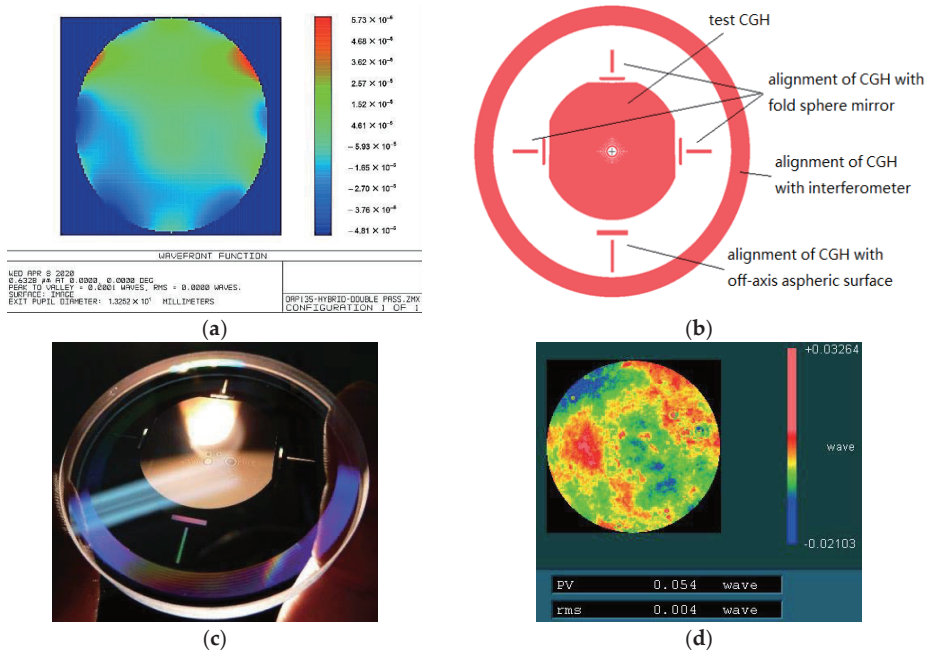 5.73 × 10⁻⁵
4.68 × 10⁻⁵
3.62 × 10⁻⁵
2.57 × 10⁻⁵
1.52 × 10⁻⁵
4.61 × 10⁻⁶
−5.93 × 10⁻⁶
−1.65 × 10⁻⁵
−2.70 × 10⁻⁵
−3.76 × 10⁻⁵
−4.81 × 10⁻⁵
WAVEFRONT FUNCTION
WED APR 8 2020
0.6328 µm AT 0.0000, 0.0000 DEG
PEAK TO VALLEY = 0.0001 WAVES, RMS = 0.0000 WAVES.
SURFACE: IMAGE
EXIT PUPIL DIAMETER: 1.3252 × 10¹ MILLIMETERS
OAP135-HYBRID-DOUBLE PASS.ZMX
CONFIGURATION 1 OF 1
(a)
test CGH
alignment of CGH with
fold sphere mirror
alignment of CGH
with interferometer
alignment of CGH with
off-axis aspheric surface
(b)
(c)
+0.03264
wave
-0.02103
PV 0.054 wave
rms 0.004 wave
(d)